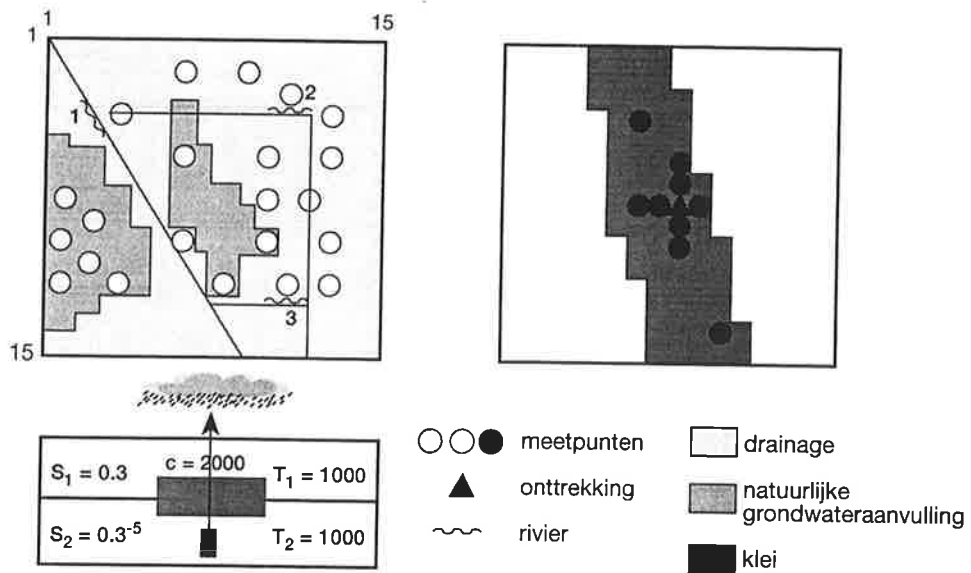 1
15
1
2
1
3
15
c = 2000
S₁ = 0.3
T₁ = 1000
S₂ = 0.3⁻⁵
T₂ = 1000
meetpunten
onttrekking
rivier
drainage
natuurlijke
grondwateraanvulling
klei